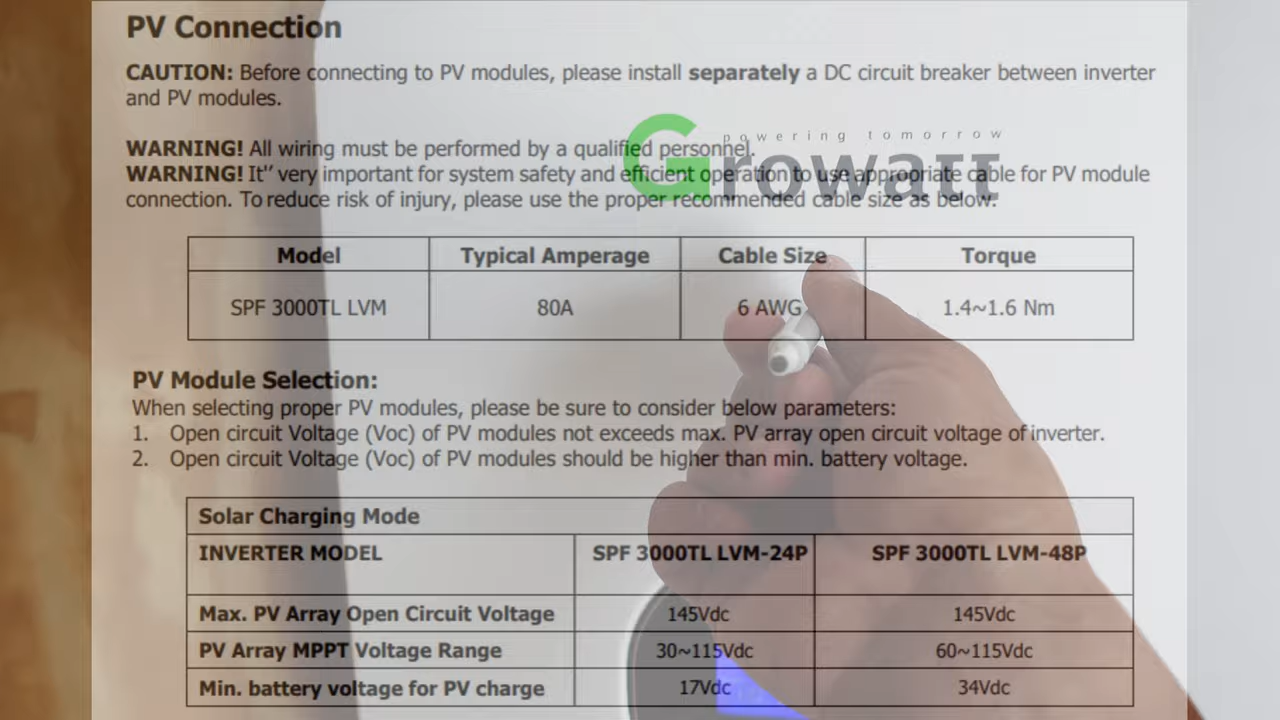 PV Connection
CAUTION: Before connecting to PV modules, please install separately a DC circuit breaker between inverter
and PV modules.
powering tomorrow
Growatt
WARNING! All wiring must be performed by a qualified personnel.
WARNING! It" very important for system safety and efficient operation to use appropriate cable for PV module
connection. To reduce risk of injury, please use the proper recommended cable size as below.
Model Typical Amperage Cable Size Torque
SPF 3000TL LVM 80A 6 AWG 1.4~1.6 Nm
PV Module Selection:
When selecting proper PV modules, please be sure to consider below parameters:
1. Open circuit Voltage (Voc) of PV modules not exceeds max. PV array open circuit voltage of inverter.
2. Open circuit Voltage (Voc) of PV modules should be higher than min. battery voltage.
Solar Charging Mode
INVERTER MODEL SPF 3000TL LVM-24P SPF 3000TL LVM-48P
Max. PV Array Open Circuit Voltage 145Vdc 145Vdc
PV Array MPPT Voltage Range 30~115Vdc 60~115Vdc
Min. battery voltage for PV charge 17Vdc 34Vdc